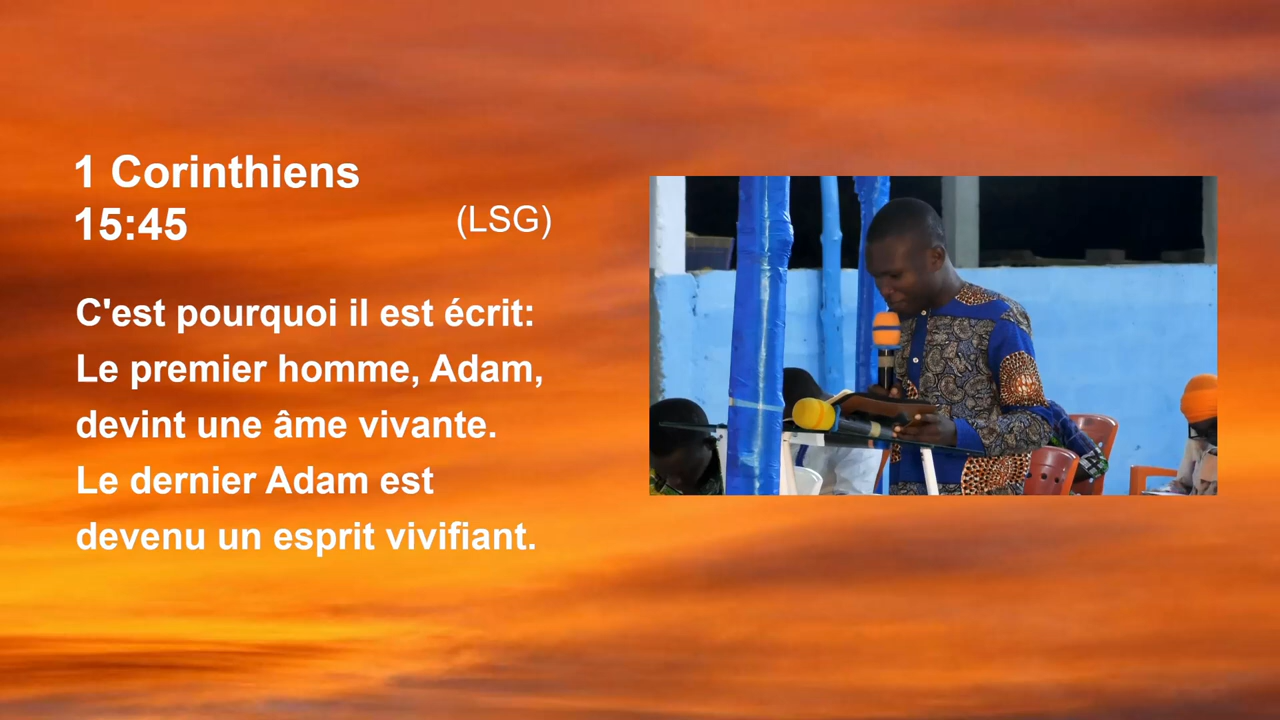 1 Corinthiens
15:45
(LSG)
C'est pourquoi il est écrit:
Le premier homme, Adam,
devint une âme vivante.
Le dernier Adam est
devenu un esprit vivifiant.